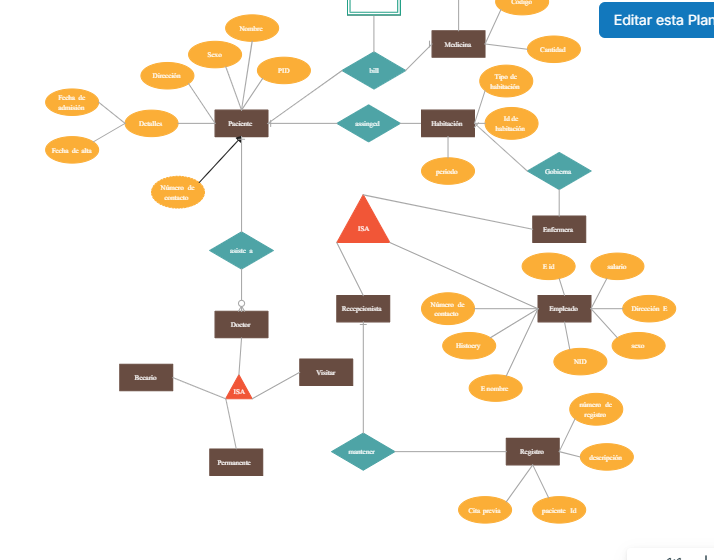 Código
Editar esta Plan
Nombre
Medicina
Cantidad
Sexo
PID
bill
Dirección
Tipo de
habitación
Fecha de
admisión
Detalles
Paciente
assinged
Habitación
Id de
habitación
Fecha de alta
periodo
Gobierna
Número de
contacto
ISA
Enfermera
asiste a
E id
salario
Número de
contacto
Recepcionista
Empleado
Dirección E
Doctor
Histoery
sexo
NID
Visitar
Becario
ISA
E nombre
número de
registro
mantener
Registro
descripción
Permanente
Cita previa
paciente Id